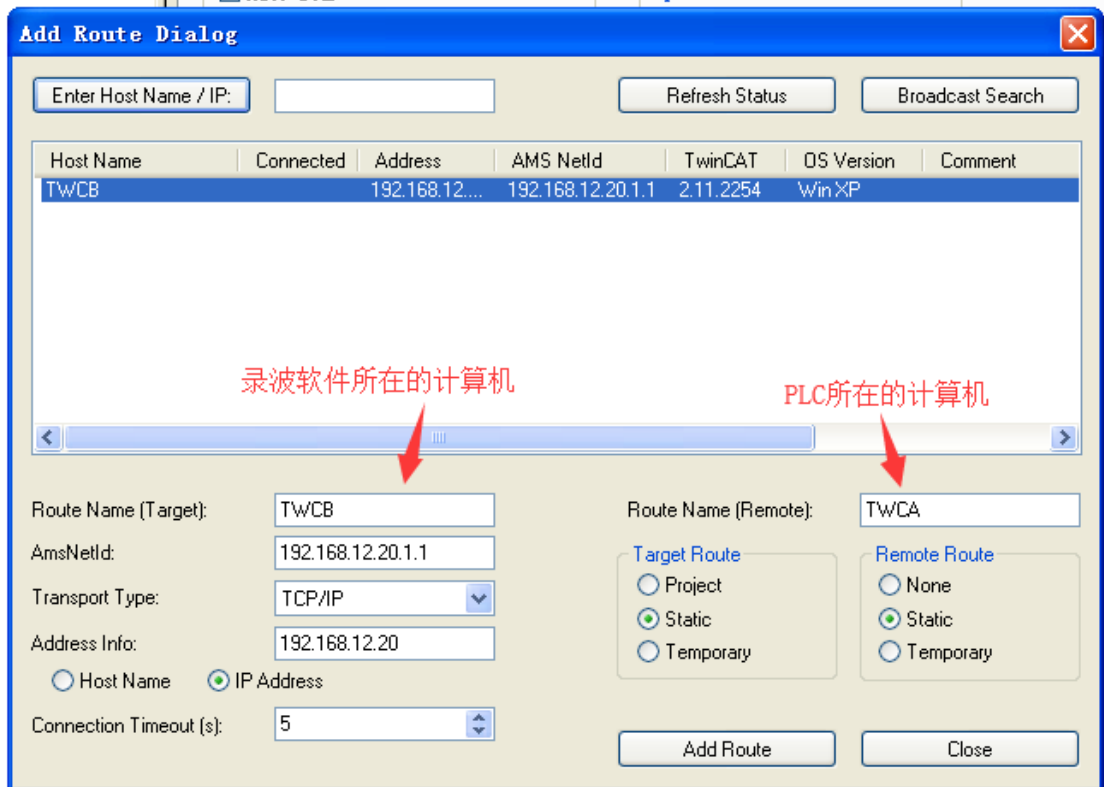 Add Route Dialog
Enter Host Name / IP:
Refresh Status
Broadcast Search
Host Name Connected Address AMS NetId TwinCAT OS Version Comment
TWCB 192.168.12.... 192.168.12.20.1.1 2.11.2254 Win XP
录波软件所在的计算机
PLC所在的计算机
Route Name (Target): TWCB
Route Name (Remote): TWCA
AmsNetId: 192.168.12.20.1.1
Target Route
Remote Route
Project
None
Transport Type: TCP/IP
Static
Static
Address Info: 192.168.12.20
Temporary
Temporary
Host Name
IP Address
Connection Timeout (s): 5
Add Route
Close